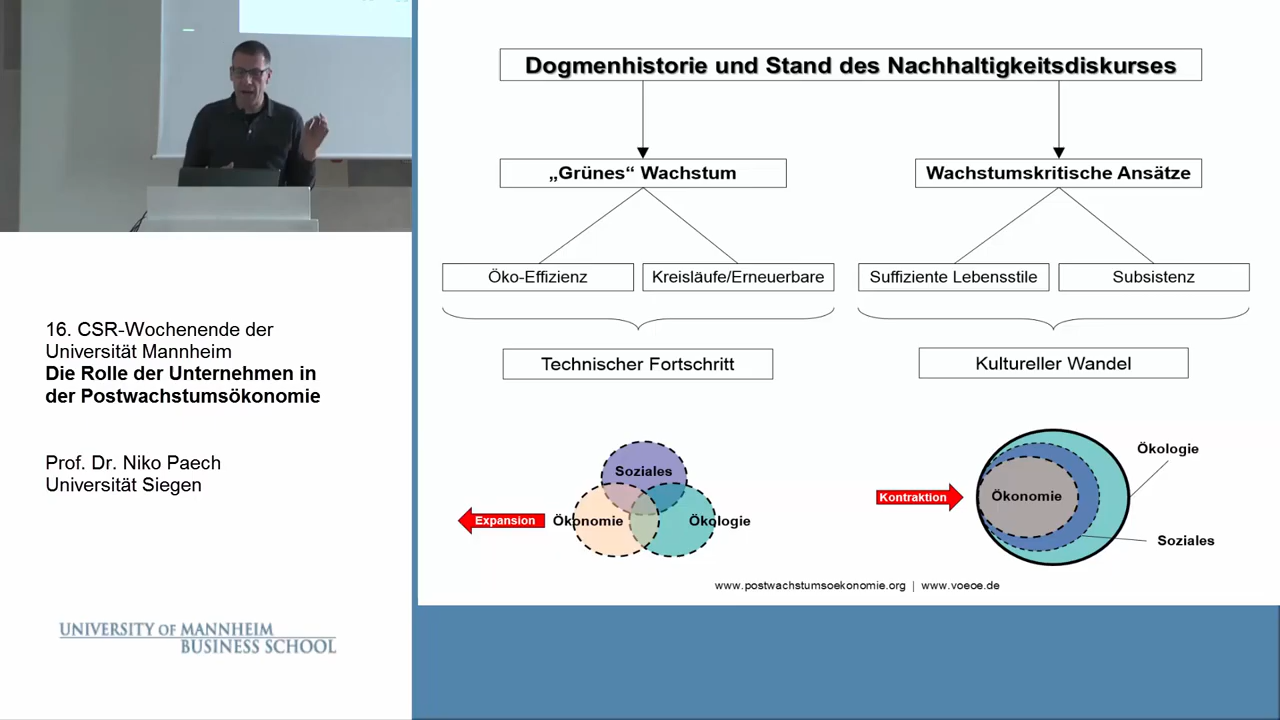 16. CSR-Wochenende der
Universität Mannheim
Die Rolle der Unternehmen in
der Postwachstumsökonomie
Prof. Dr. Niko Paech
Universität Siegen
UNIVERSITY OF MANNHEIM
BUSINESS SCHOOL
Dogmenhistorie und Stand des Nachhaltigkeitsdiskurses
„Grünes“ Wachstum
Wachstumskritische Ansätze
Öko-Effizienz
Kreisläufe/Erneuerbare
Suffiziente Lebensstile
Subsistenz
Technischer Fortschritt
Kultureller Wandel
Soziales
Expansion
Ökonomie
Ökologie
Ökologie
Kontraktion
Ökonomie
Soziales
www.postwachstumsoekonomie.org | www.voeoe.de